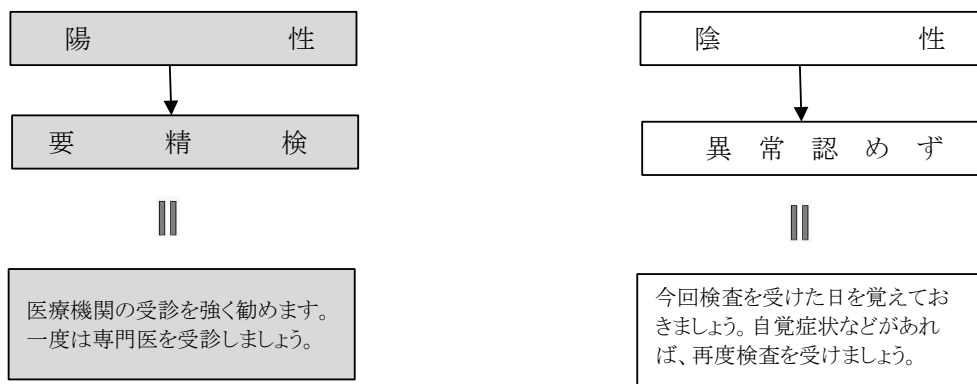 陽性
要精検
医療機関の受診を強く勧めます。
一度は専門医を受診しましょう。
陰性
異常認めず
今回検査を受けた日を覚えてお
きましょう。自覚症状などがあれ
ば、再度検査を受けましょう。